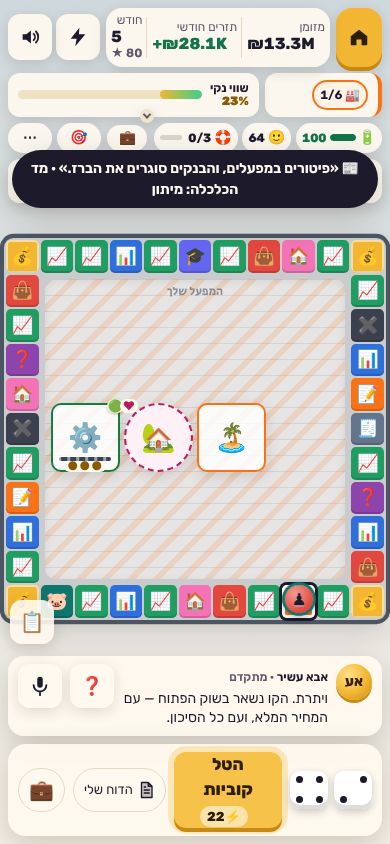 מזומן
₪13.3M
תזרים חודשי
+₪28.1K
חודש
5
★ 80
1/6
שווי נקי
23%
100
64
0/3
...
«פיטורים במפעלים, והבנקים סוגרים את הברז.» • מד
הכלכלה: מיתון
המפעל שלך
אבא עשיר • מתקדם
ויתרת. הקו נשאר בשוק הפתוח — עם
המחיר המלא, ועם כל הסיכון.
אע
הטל
קוביות
22
הדוח שלי